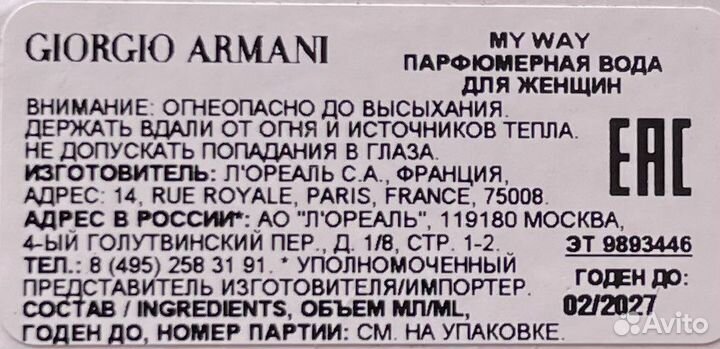 GIORGIO ARMANI
MY WAY
ПАРФЮМЕРНАЯ ВОДА
ДЛЯ ЖЕНЩИН
ВНИМАНИЕ: ОГНЕОПАСНО ДО ВЫСЫХАНИЯ.
ДЕРЖАТЬ ВДАЛИ ОТ ОГНЯ И ИСТОЧНИКОВ ТЕПЛА.
НЕ ДОПУСКАТЬ ПОПАДАНИЯ В ГЛАЗА.
ИЗГОТОВИТЕЛЬ: Л'ОРЕАЛЬ С.А., ФРАНЦИЯ,
АДРЕС: 14, RUE ROYALE, PARIS, FRANCE, 75008.
АДРЕС В РОССИИ*: АО "Л'ОРЕАЛЬ", 119180 МОСКВА,
4-ЫЙ ГОЛУТВИНСКИЙ ПЕР., Д. 1/8, СТР. 1-2.
ТЕЛ.: 8 (495) 258 31 91. * УПОЛНОМОЧЕННЫЙ
ПРЕДСТАВИТЕЛЬ ИЗГОТОВИТЕЛЯ/ИМПОРТЕР.
СОСТАВ / INGREDIENTS, ОБЪЕМ МЛ/ML,
ГОДЕН ДО, НОМЕР ПАРТИИ: СМ. НА УПАКОВКЕ.
EAC
ЭТ 9893446
ГОДЕН ДО:
02/2027
Avito